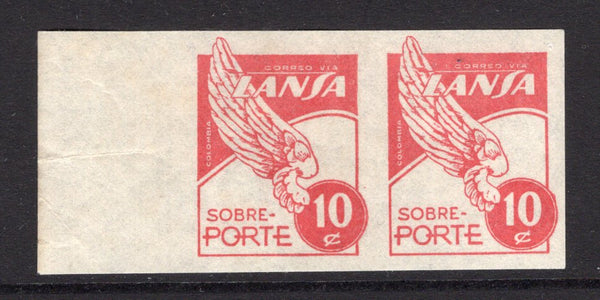 CORREO VIA
LANSA
COLOMBIA
SOBRE-
PORTE
10
¢
CORREO VIA
LANSA
COLOMBIA
SOBRE-
PORTE
10
¢